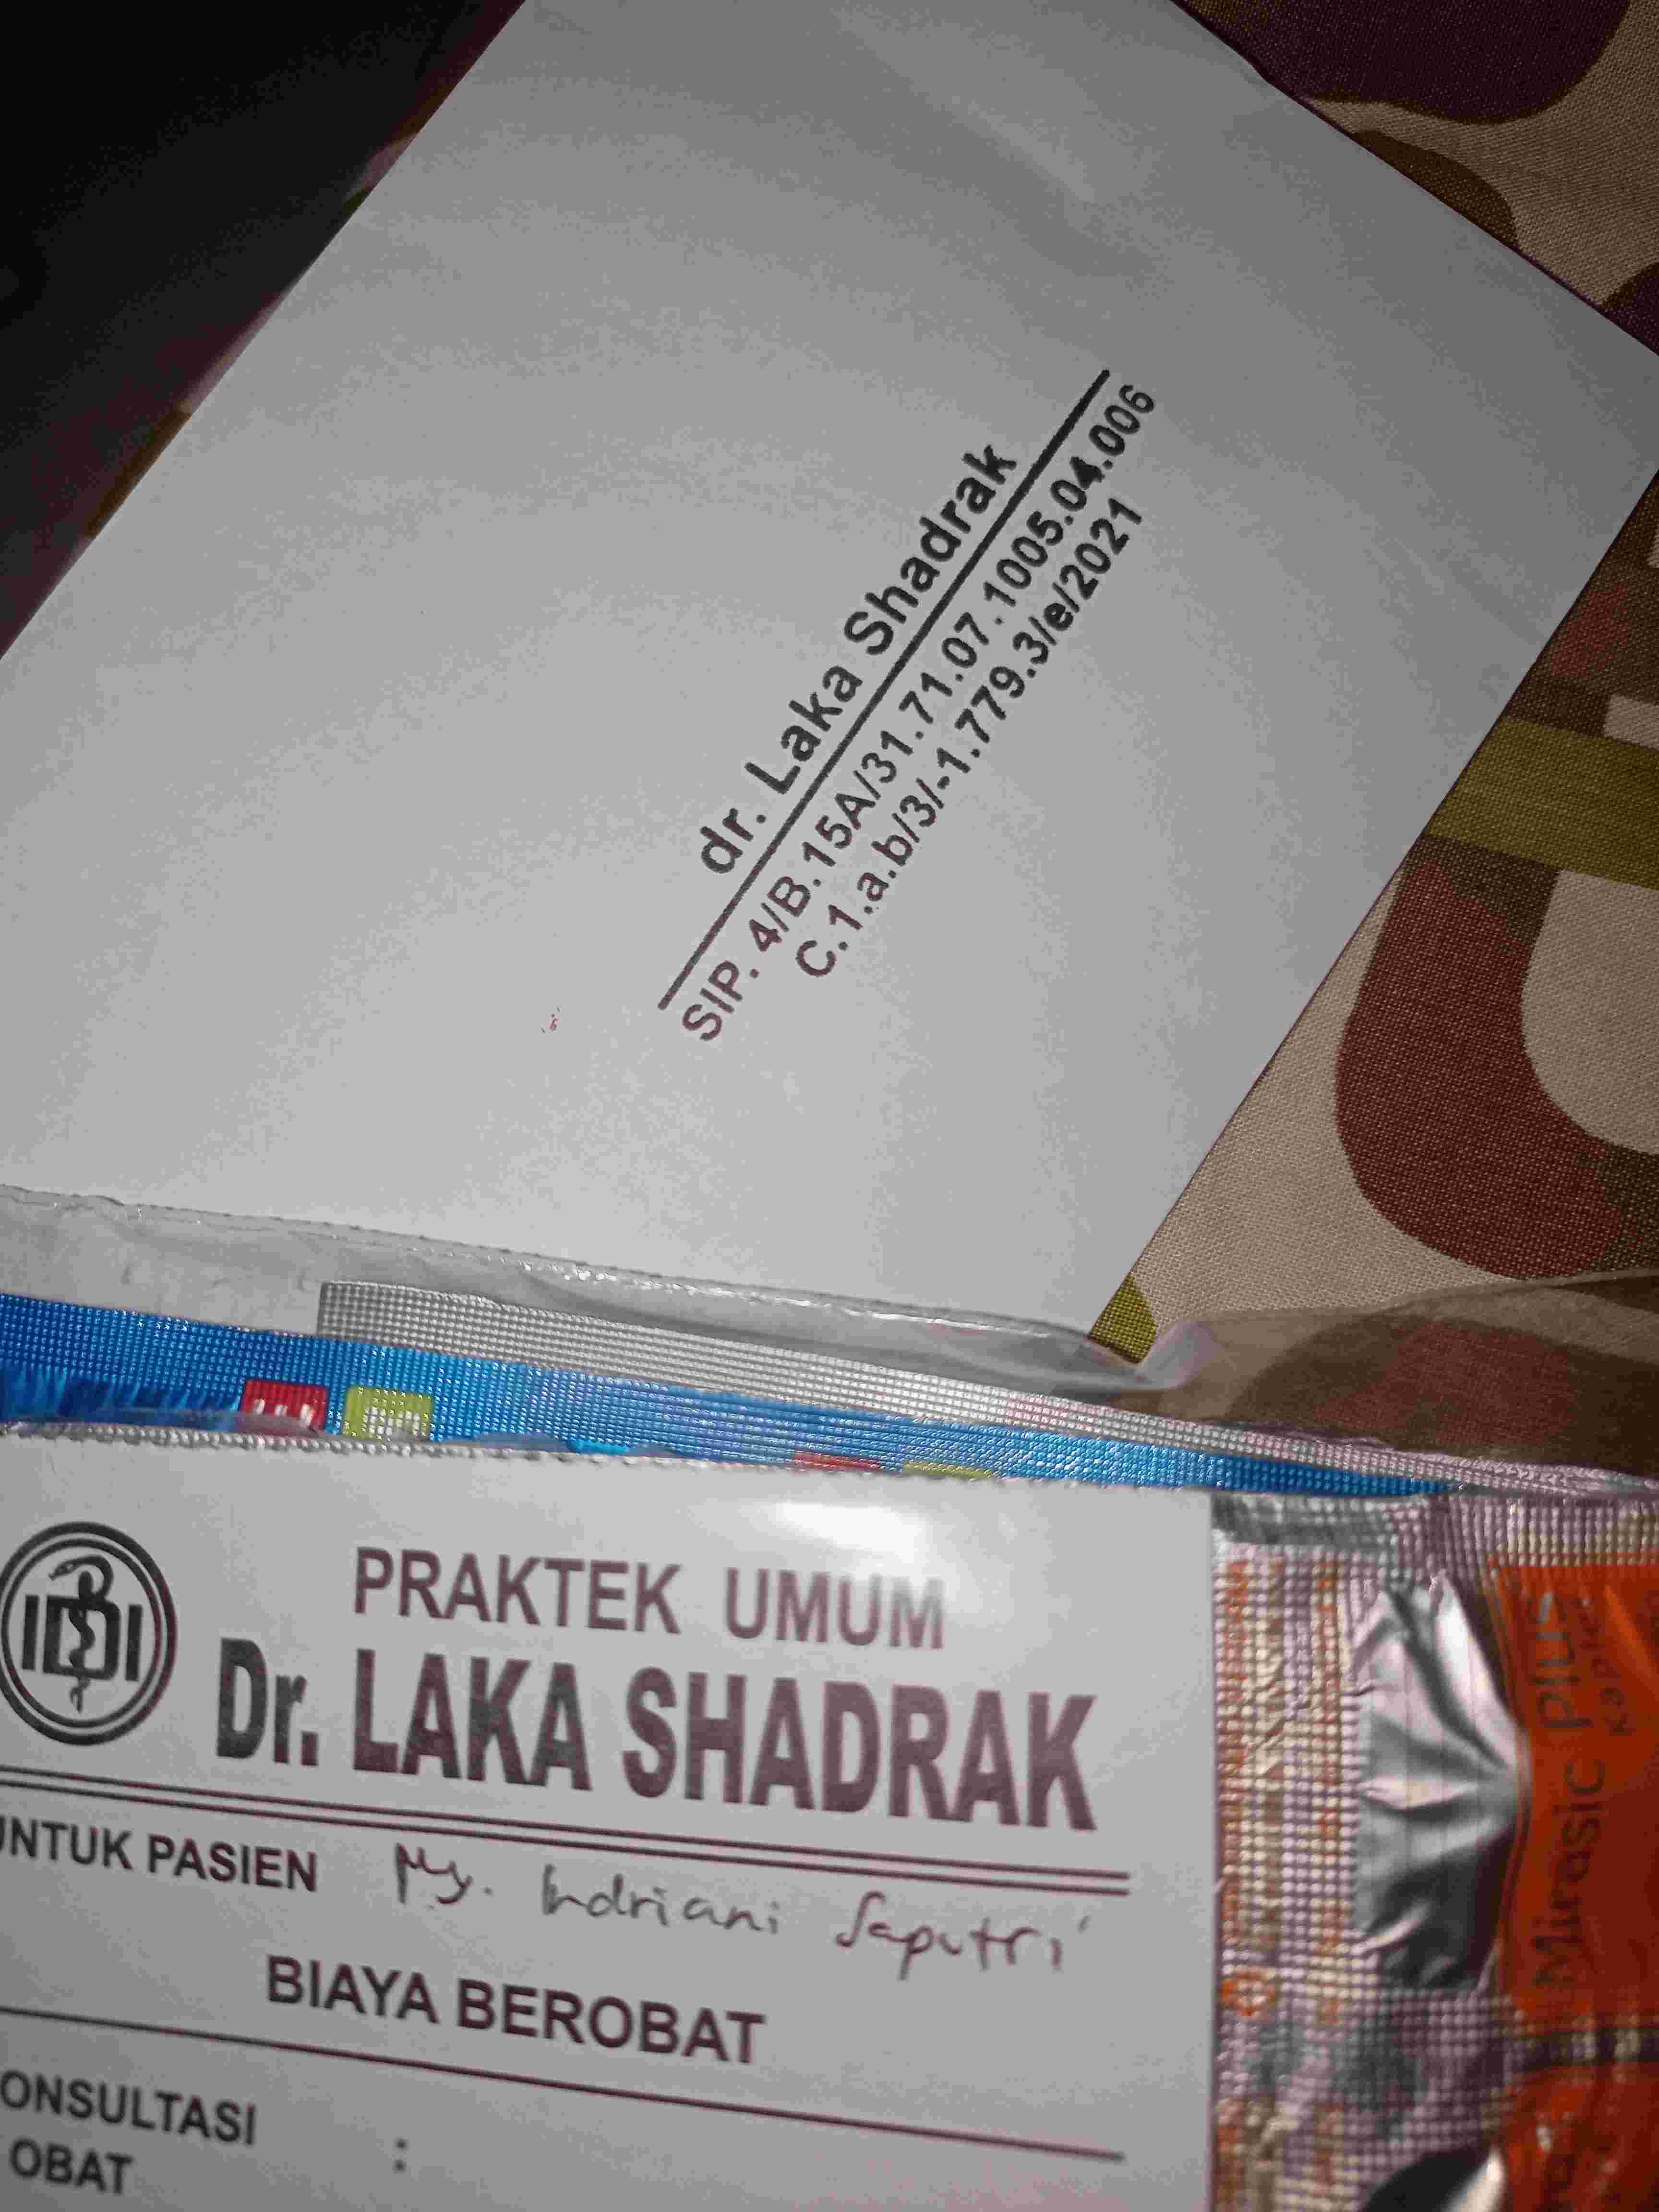 dr. Laka Shadrak
SIP. 4/B.15A/31.71.07.1005.04.006
C.1.a.b/3/-1.779.3/e/2021
IDI
PRAKTEK UMUM
Dr. LAKA SHADRAK
UNTUK PASIEN Ny. Indriani Saputri
BIAYA BEROBAT
ONSULTASI
OBAT :
Mirasic plus
Kaplet